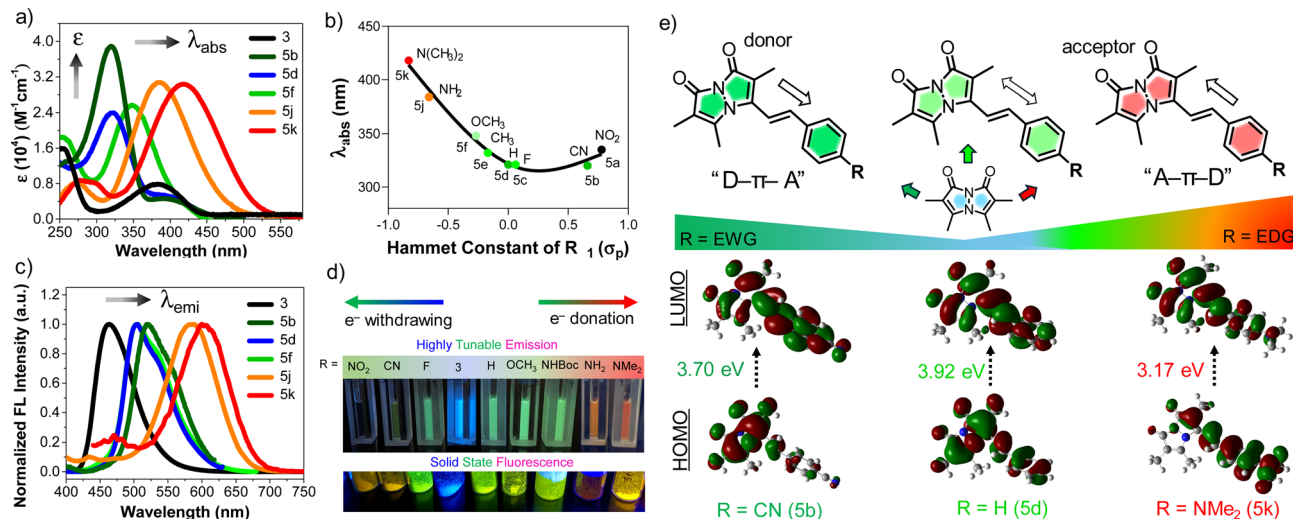 a)
ε
λabs
3
5b
5d
5f
5j
5k
ε (10⁴) (M⁻¹cm⁻¹)
4.0
3.2
2.4
1.6
0.8
0.0
250 300 350 400 450 500 550
Wavelength (nm)
b)
λabs (nm)
450
400
350
300
N(CH₃)₂
5k
NH₂
5j
OCH₃
5f
CH₃
5e
H
5d
F
5c
CN
5b
NO₂
5a
-1.0 -0.5 0.0 0.5 1.0
Hammet Constant of R 1 (σp)
c)
λemi
3
5b
5d
5f
5j
5k
Normalized FL Intensity (a.u.)
1.0
0.8
0.6
0.4
0.2
0.0
400 450 500 550 600 650 700 750
Wavelength (nm)
d)
e⁻ withdrawing
e⁻ donation
Highly Tunable Emission
R = NO₂ CN F 3 H OCH₃ NHBoc NH₂ NMe₂
Solid State Fluorescence
e)
donor
acceptor
O O
N
N
R
"D–π– A"
O O
N
N
R
O O
N
N
O O
N
N
R
"A–π–D"
R = EWG
R = EDG
LUMO
3.70 eV
3.92 eV
3.17 eV
HOMO
R = CN (5b)
R = H (5d)
R = NMe₂ (5k)